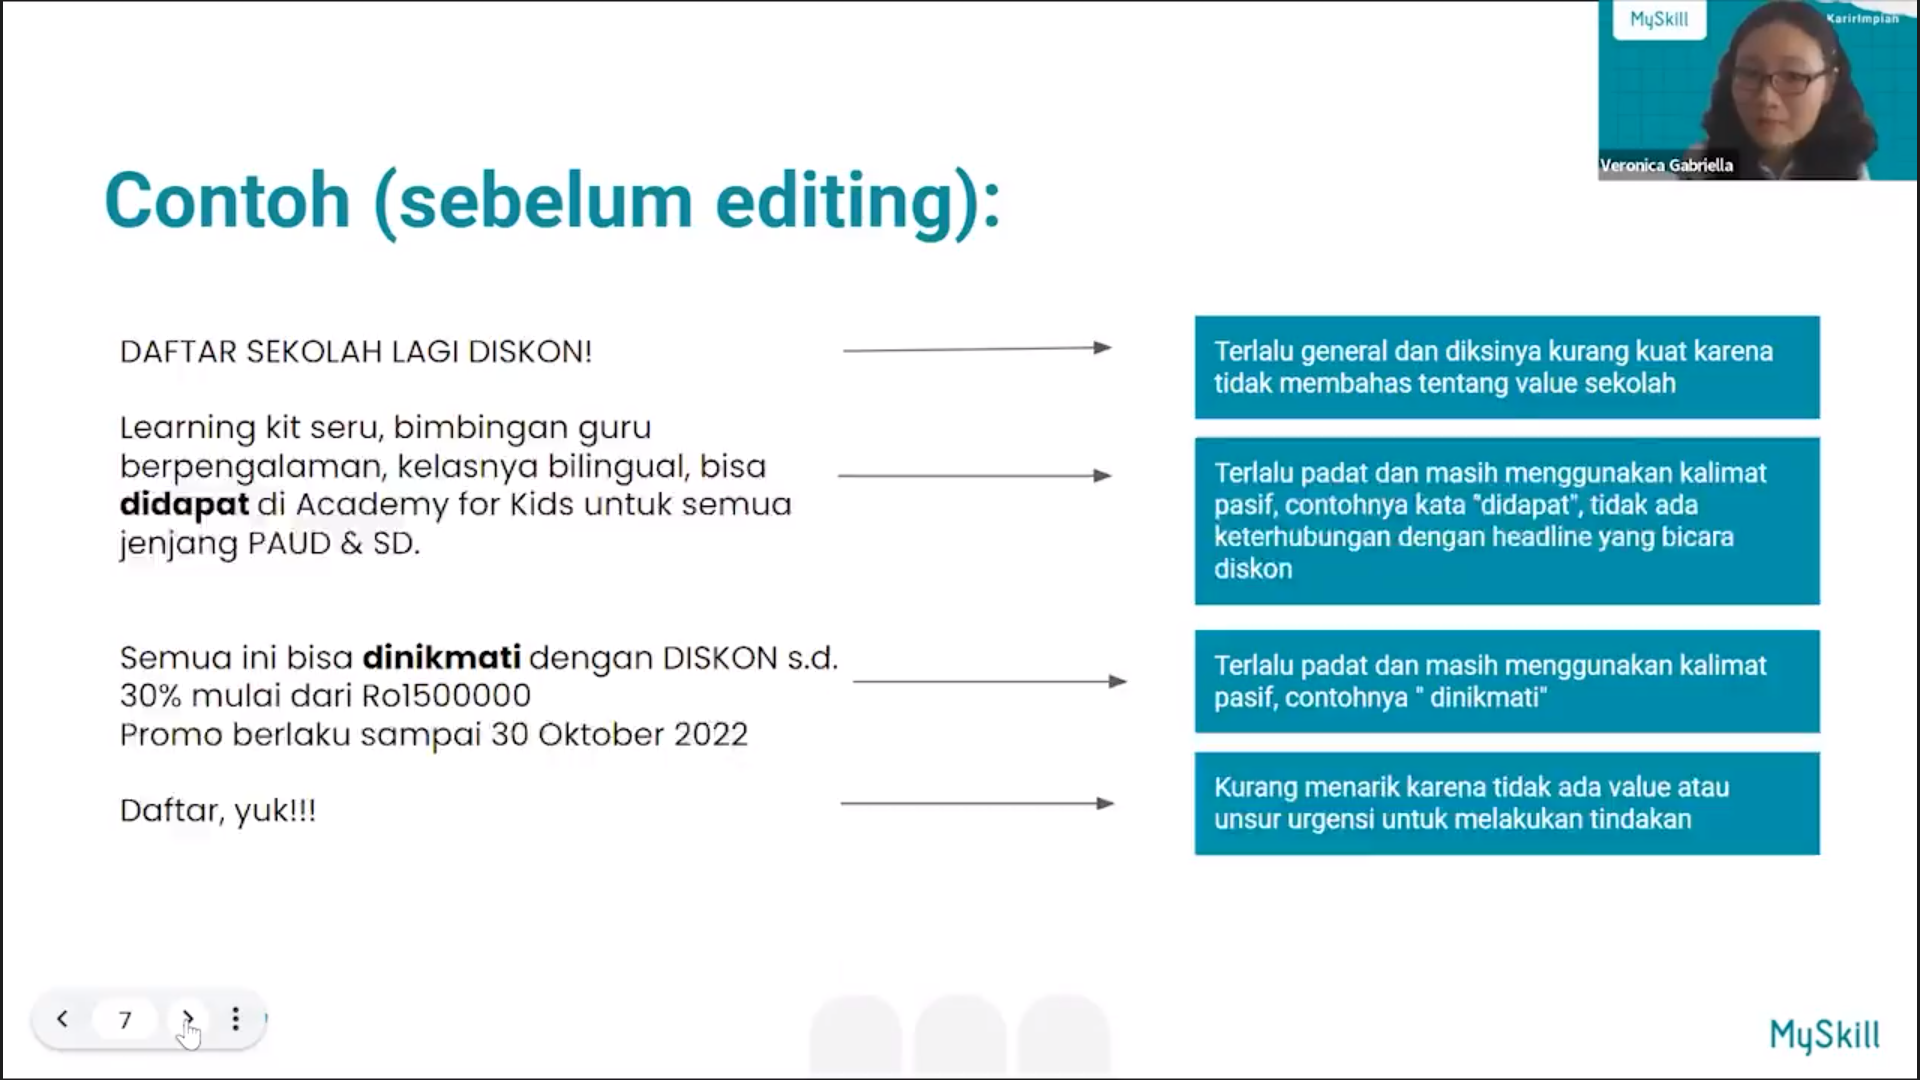 MySkill
KarirImpian
Veronica Gabriella
Contoh (sebelum editing):
DAFTAR SEKOLAH LAGI DISKON!
Terlalu general dan diksinya kurang kuat karena
tidak membahas tentang value sekolah
Learning kit seru, bimbingan guru
berpengalaman, kelasnya bilingual, bisa
didapat di Academy for Kids untuk semua
jenjang PAUD & SD.
Terlalu padat dan masih menggunakan kalimat
pasif, contohnya kata "didapat", tidak ada
keterhubungan dengan headline yang bicara
diskon
Semua ini bisa dinikmati dengan DISKON s.d.
30% mulai dari Ro1500000
Promo berlaku sampai 30 Oktober 2022
Terlalu padat dan masih menggunakan kalimat
pasif, contohnya " dinikmati"
Daftar, yuk!!!
Kurang menarik karena tidak ada value atau
unsur urgensi untuk melakukan tindakan
7
MySkill